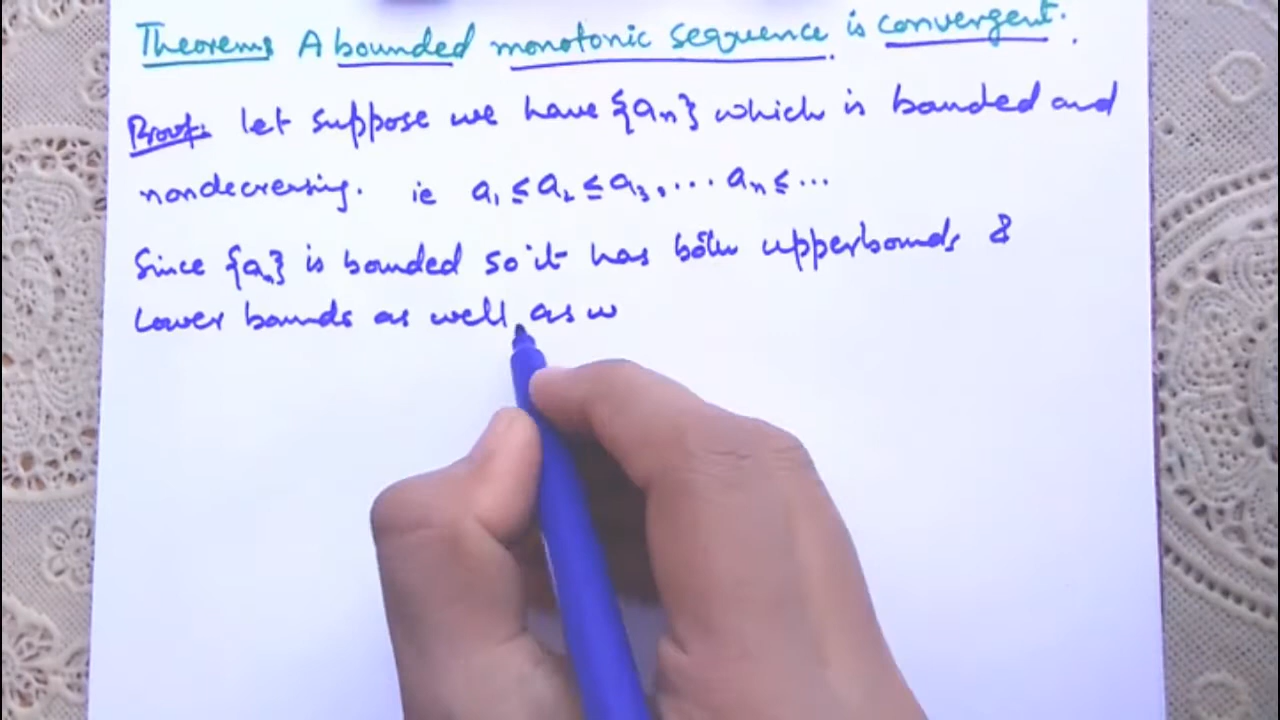 Theorem: A bounded monotonic sequence is convergent.
Proof: let suppose we have {aₙ} which is bounded and
nondecreasing. ie a₁ ≤ a₂ ≤ a₃, ... aₙ ≤ ...
Since {aₙ} is bounded so it has both upperbounds &
Lower bounds as well as w